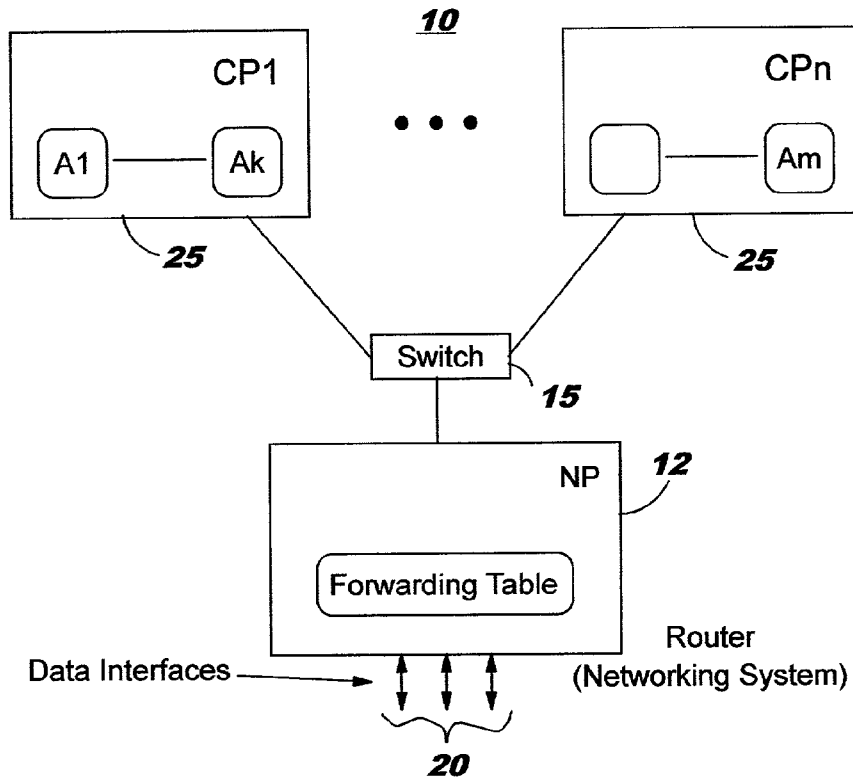 10
CP1
CPn
A1
Ak
Am
25
25
Switch
15
NP
12
Forwarding Table
Data Interfaces
Router
(Networking System)
20